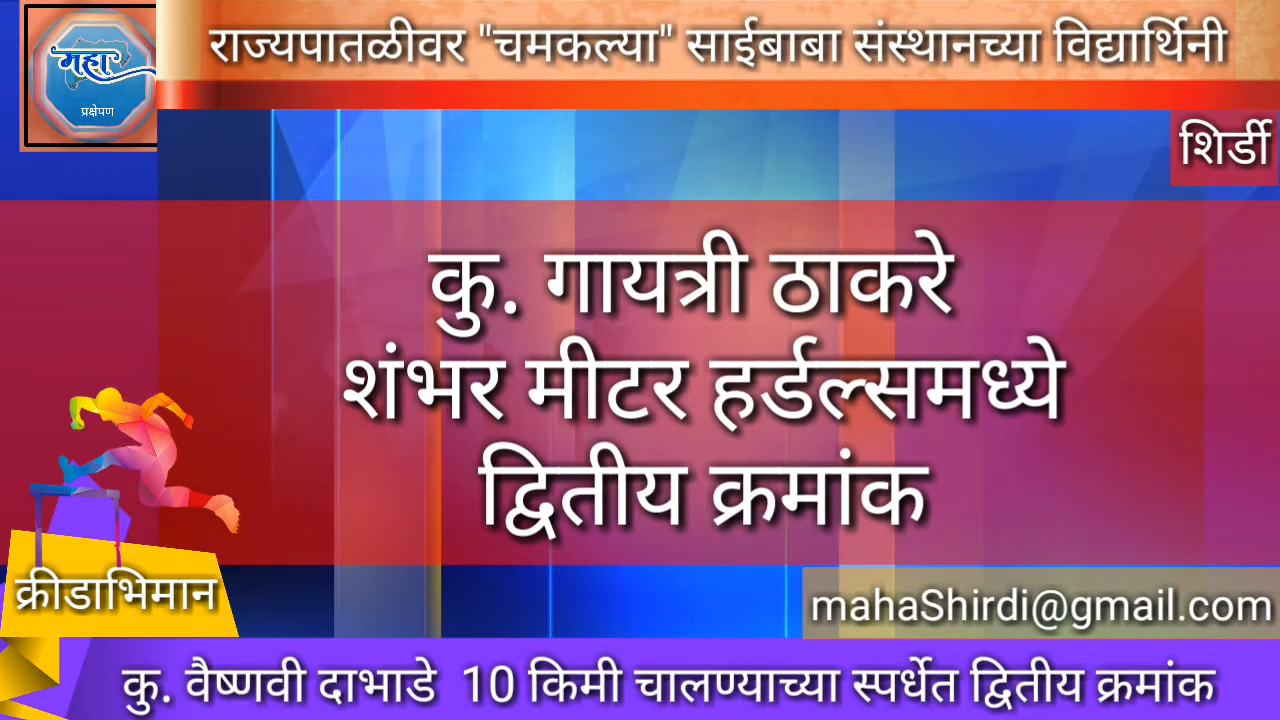 राज्यपातळीवर "चमकल्या" साईबाबा संस्थानच्या विद्यार्थिनी
महा
प्रक्षेपण
शिर्डी
कु. गायत्री ठाकरे
शंभर मीटर हर्डल्समध्ये
द्वितीय क्रमांक
क्रीडाभिमान
mahaShirdi@gmail.com
कु. वैष्णवी दाभाडे 10 किमी चालण्याच्या स्पर्धेत द्वितीय क्रमांक